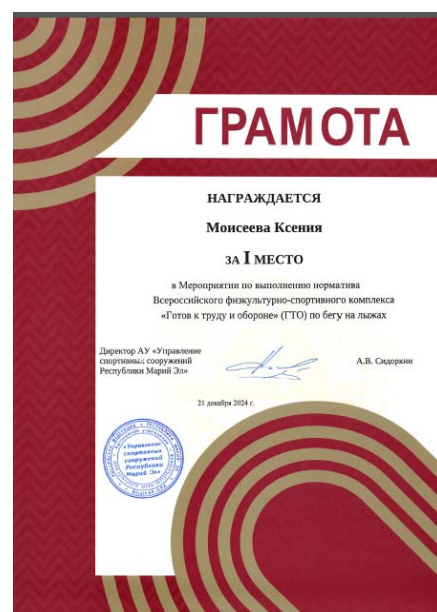 ГРАМОТА
НАГРАЖДАЕТСЯ
Моисеева Ксения
ЗА I МЕСТО
в Мероприятии по выполнению норматива
Всероссийского физкультурно-спортивного комплекса
«Готов к труду и обороне» (ГТО) по бегу на лыжах
Директор АУ «Управление
спортивных сооружений
Республики Марий Эл»
А.В. Сидоркин
21 декабря 2024 г.
«Управление
спортивных
сооружений
Республики
Марий Эл»